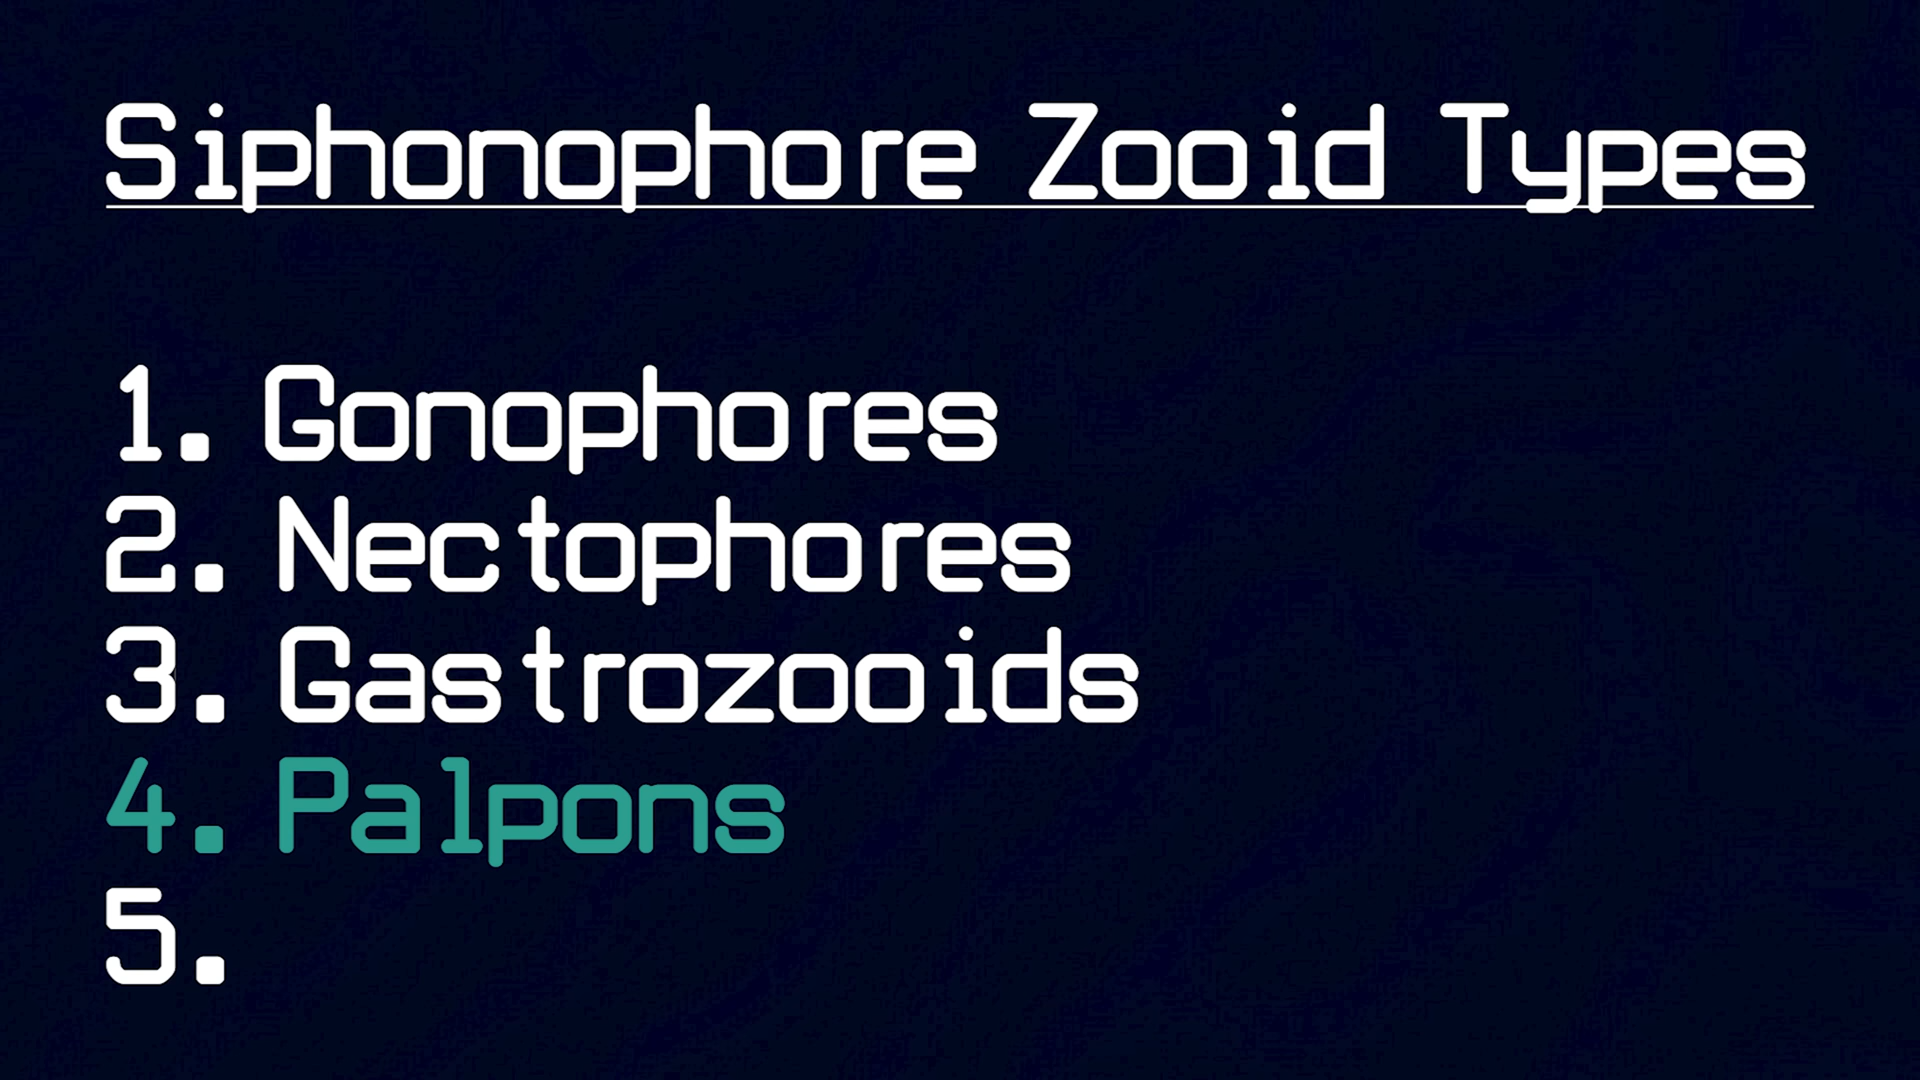 Siphonophore Zooid Types
1. Gonophores
2. Nectophores
3. Gastrozooids
4. Palpons
5.